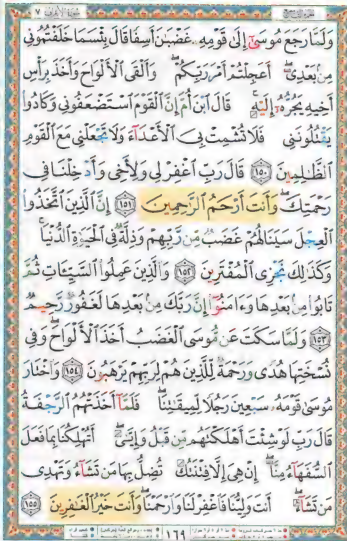 وَلَمَّا رَجَعَ مُوسَىٰٓ إِلَىٰ قَوْمِهِۦ غَضْبَٰنَ أَسِفًا قَالَ بِئْسَمَا خَلَفْتُمُونِى
مِنۢ بَعْدِىٓ ۖ أَعَجِلْتُمْ أَمْرَ رَبِّكُمْ ۖ وَأَلْقَى ٱلْأَلْوَاحَ وَأَخَذَ بِرَأْسِ
أَخِيهِ يَجُرُّهُۥٓ إِلَيْهِ ۚ قَالَ ٱبْنَ أُمَّ إِنَّ ٱلْقَوْمَ ٱسْتَضْعَفُونِى وَكَادُوا۟
يَقْتُلُونَنِى فَلَا تُشْمِتْ بِىَ ٱلْأَعْدَآءَ وَلَا تَجْعَلْنِى مَعَ ٱلْقَوْمِ
ٱلظَّٰلِمِينَ ١٥٠ قَالَ رَبِّ ٱغْفِرْ لِى وَلِأَخِى وَأَدْخِلْنَا فِى
رَحْمَتِكَ ۖ وَأَنتَ أَرْحَمُ ٱلرَّٰحِمِينَ ١٥١ إِنَّ ٱلَّذِينَ ٱتَّخَذُوا۟
ٱلْعِجْلَ سَيَنَالُهُمْ غَضَبٌ مِّن رَّبِّهِمْ وَذِلَّةٌ فِى ٱلْحَيَوٰةِ ٱلدُّنْيَا ۚ
وَكَذَٰلِكَ نَجْزِى ٱلْمُفْتَرِينَ ١٥٢ وَٱلَّذِينَ عَمِلُوا۟ ٱلسَّيِّـَٔاتِ ثُمَّ
تَابُوا۟ مِنۢ بَعْدِهَا وَءَامَنُوٓا۟ إِنَّ رَبَّكَ مِنۢ بَعْدِهَا لَغَفُورٌ رَّحِيمٌ
١٥٣ وَلَمَّا سَكَتَ عَن مُّوسَى ٱلْغَضَبُ أَخَذَ ٱلْأَلْوَاحَ ۖ وَفِى
نُسْخَتِهَا هُدًى وَرَحْمَةٌ لِّلَّذِينَ هُمْ لِرَبِّهِمْ يَرْهَبُونَ ١٥٤ وَٱخْتَارَ
مُوسَىٰ قَوْمَهُۥ سَبْعِينَ رَجُلًا لِّمِيقَٰتِنَا ۖ فَلَمَّآ أَخَذَتْهُمُ ٱلرَّجْفَةُ
قَالَ رَبِّ لَوْ شِئْتَ أَهْلَكْتَهُم مِّن قَبْلُ وَإِيَّٰىَ ۖ أَتُهْلِكُنَا بِمَا فَعَلَ
ٱلسُّفَهَآءُ مِنَّآ ۖ إِنْ هِىَ إِلَّا فِتْنَتُكَ تُضِلُّ بِهَا مَن تَشَآءُ وَتَهْدِى
مَن تَشَآءُ ۖ أَنتَ وَلِيُّنَا فَٱغْفِرْ لَنَا وَٱرْحَمْنَا ۖ وَأَنتَ خَيْرُ ٱلْغَٰفِرِينَ ١٥٥
١٦٩